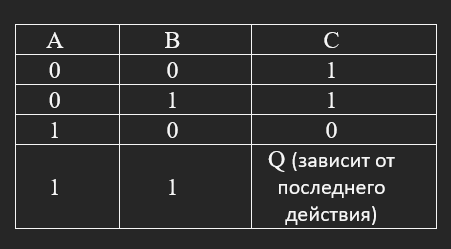 A B C
0 0 1
0 1 1
1 0 0
1 1 Q (зависит от
последнего
действия)